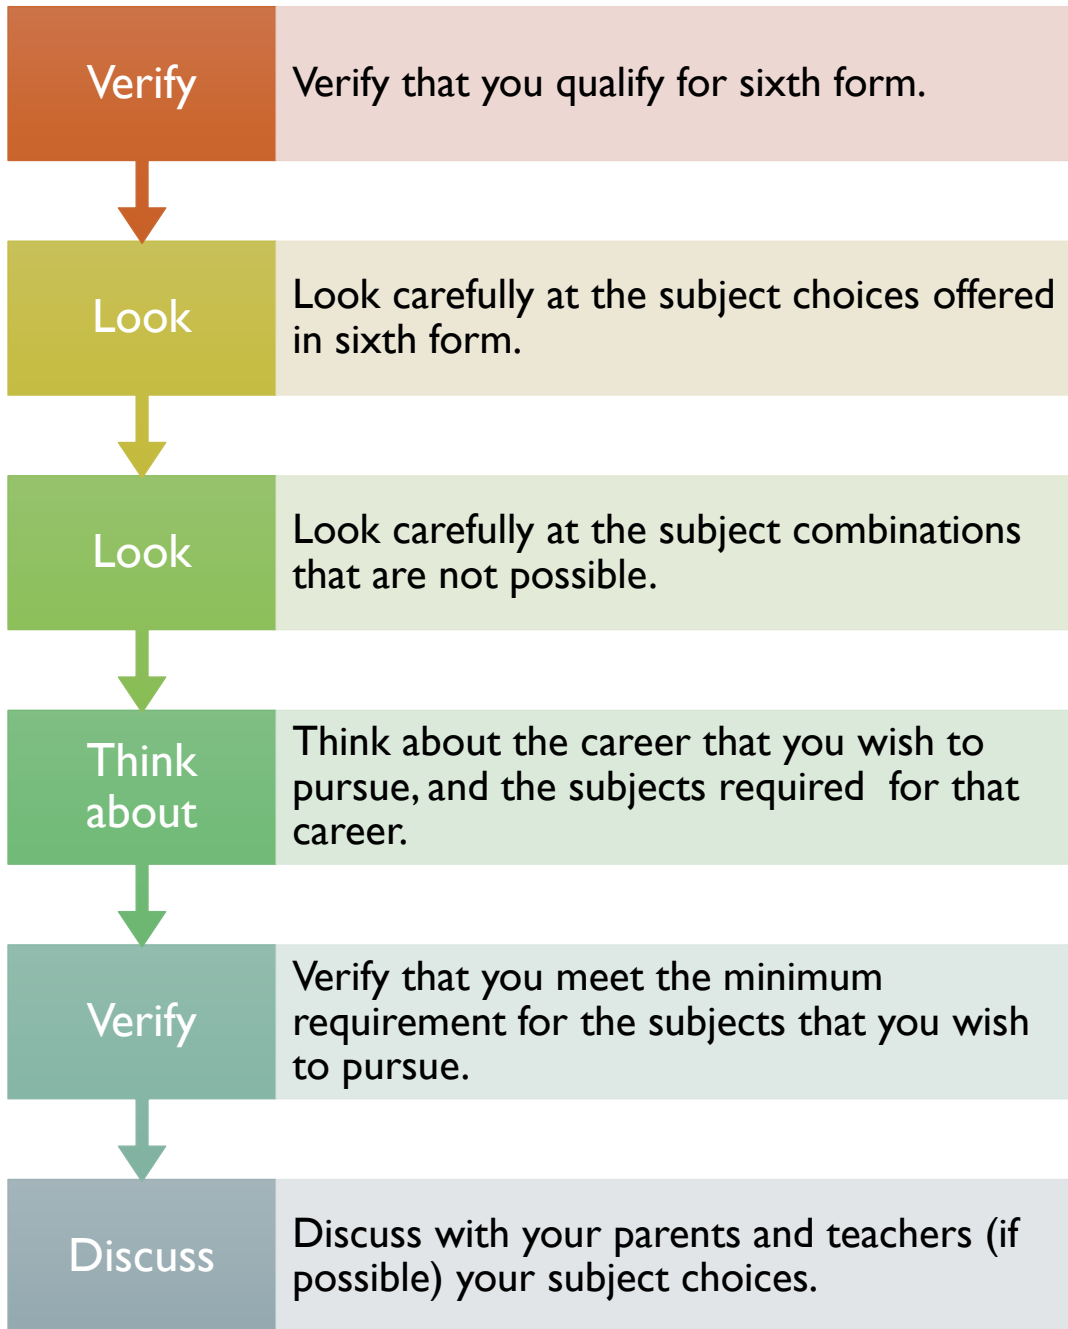 Verify
Verify that you qualify for sixth form.
Look
Look carefully at the subject choices offered
in sixth form.
Look
Look carefully at the subject combinations
that are not possible.
Think
about
Think about the career that you wish to
pursue, and the subjects required  for that
career.
Verify
Verify that you meet the minimum
requirement for the subjects that you wish
to pursue.
Discuss
Discuss with your parents and teachers (if
possible) your subject choices.